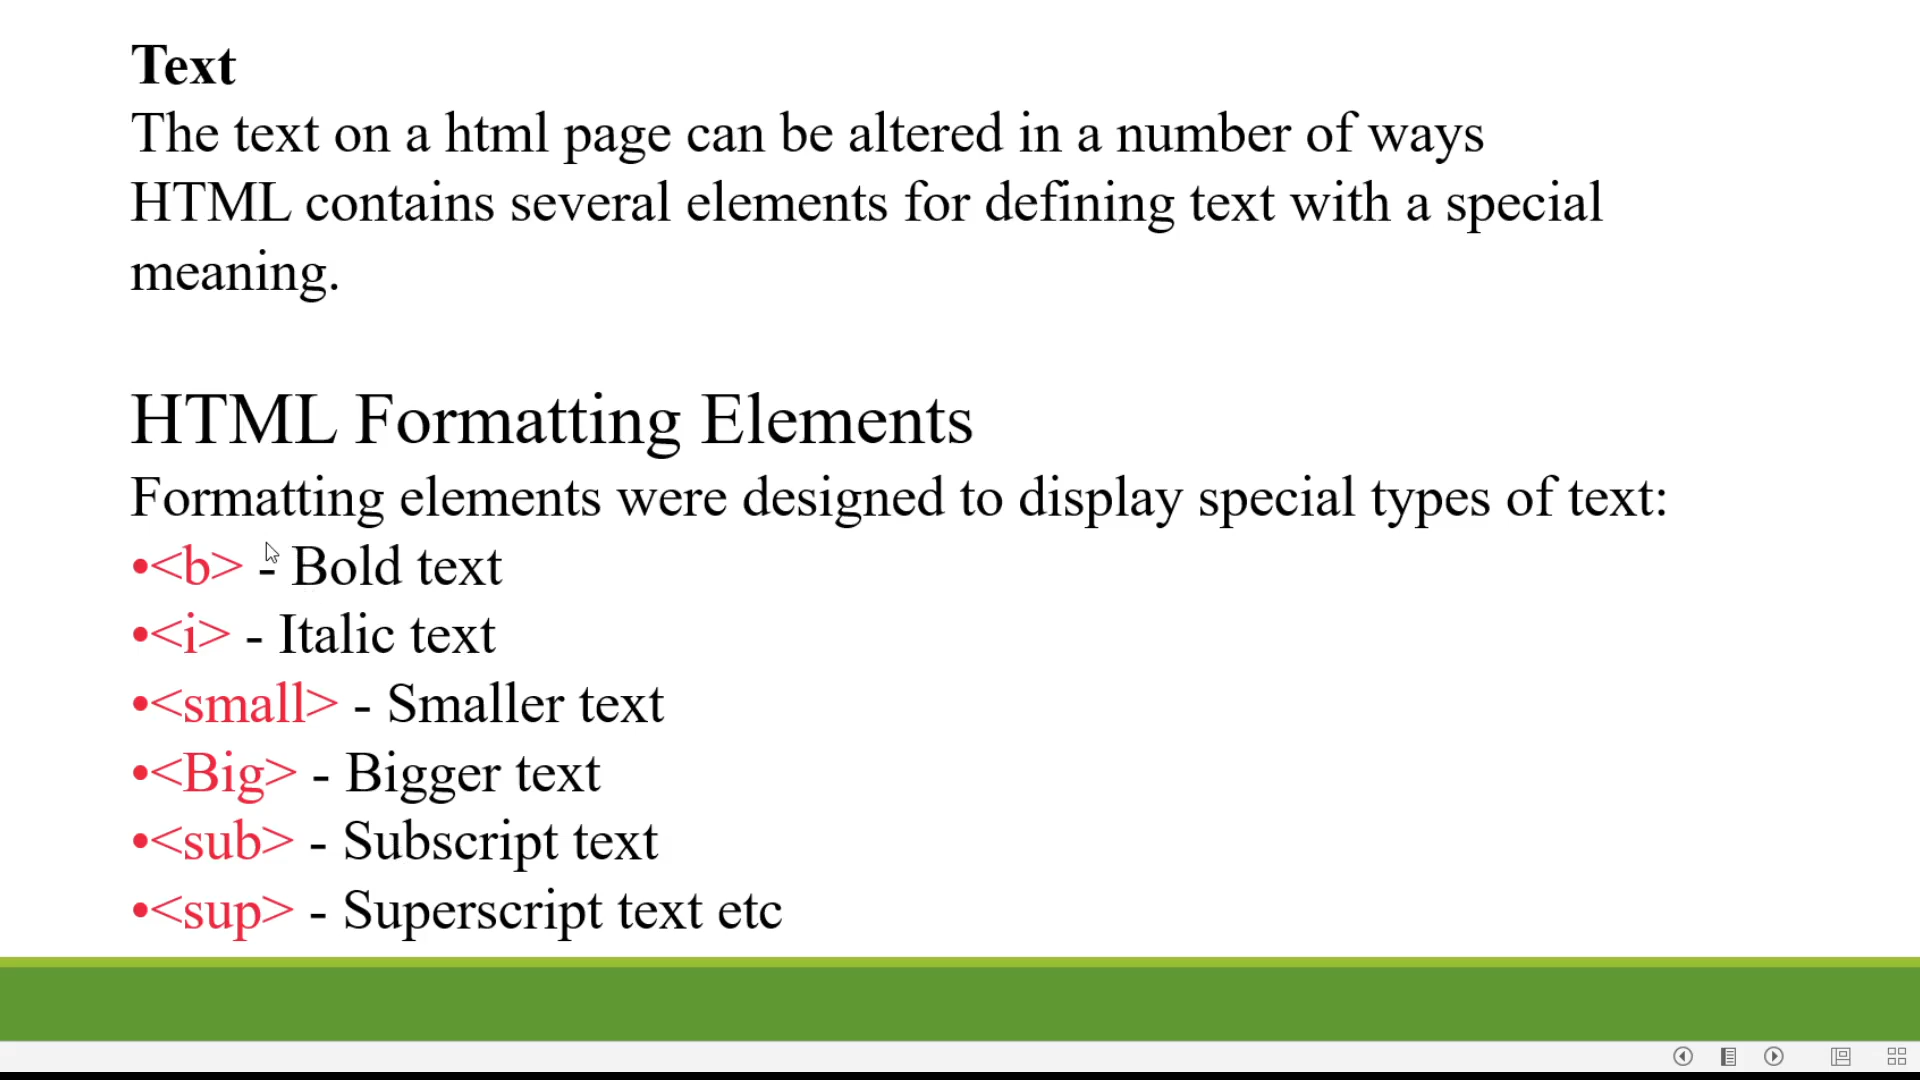 Text
The text on a html page can be altered in a number of ways
HTML contains several elements for defining text with a special
meaning.
HTML Formatting Elements
Formatting elements were designed to display special types of text:
•<b> - Bold text
•<i> - Italic text
•<small> - Smaller text
•<Big> - Bigger text
•<sub> - Subscript text
•<sup> - Superscript text etc